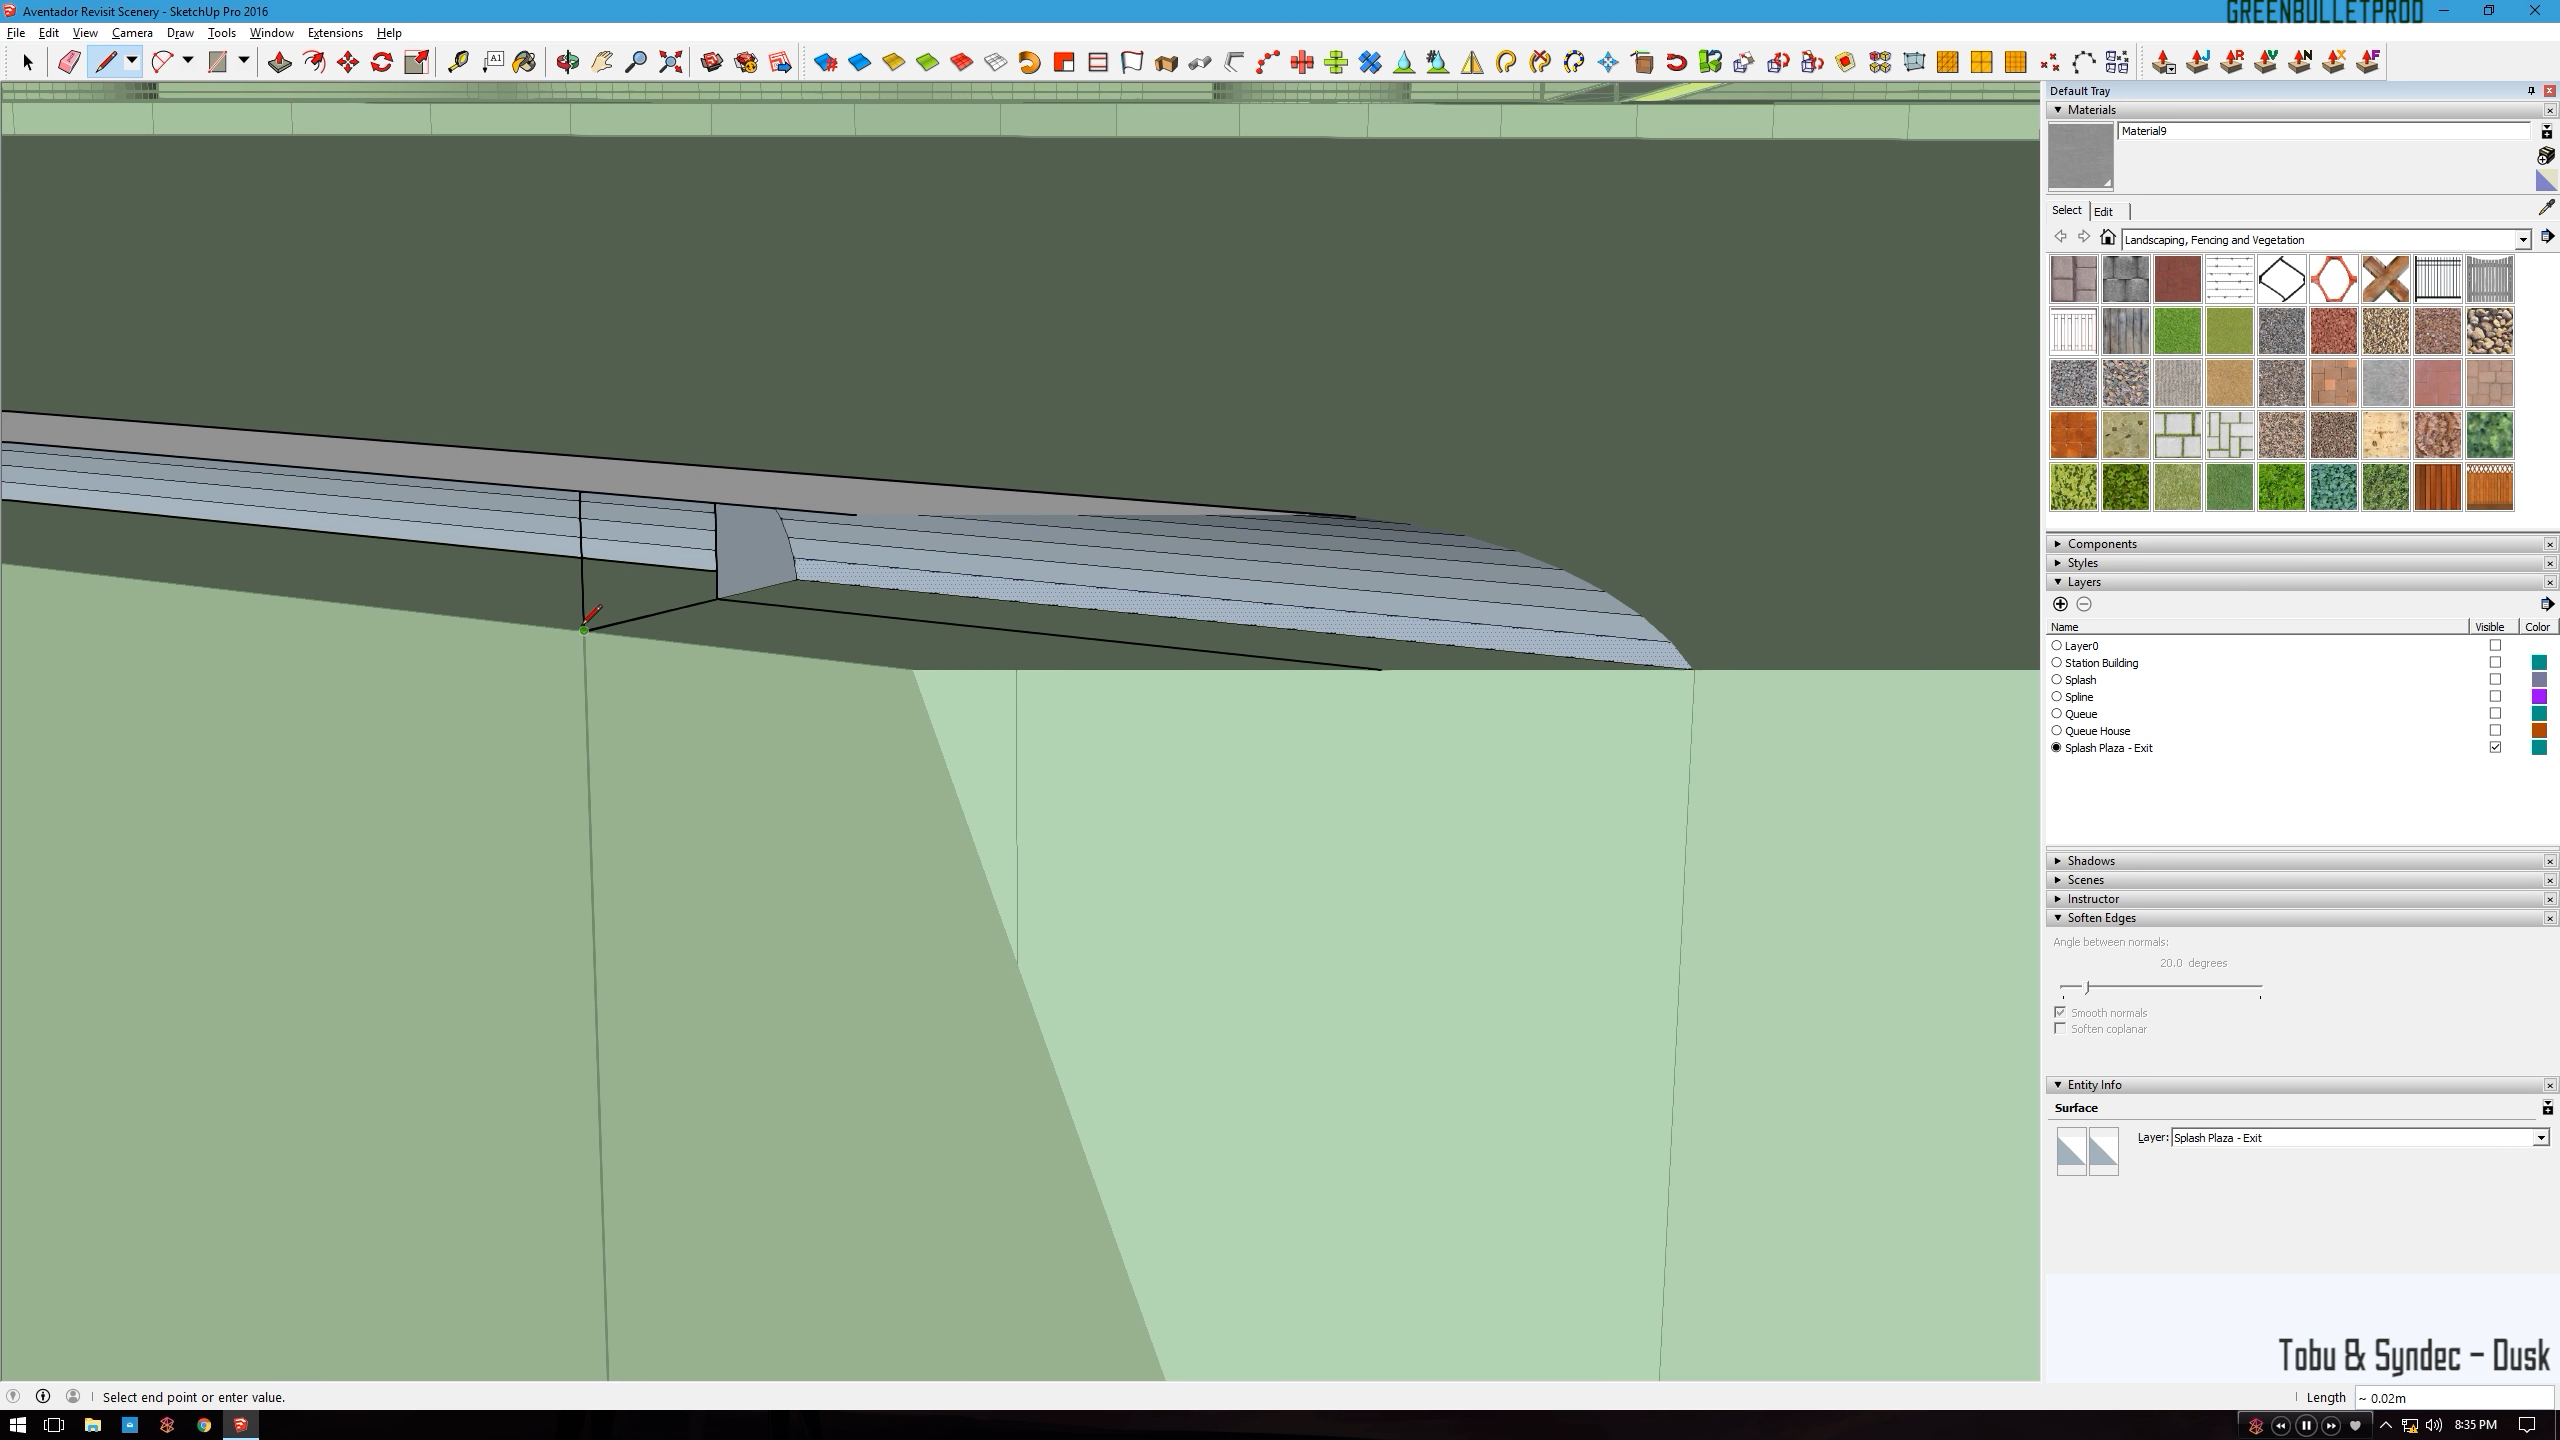 Aventador Revisit Scenery - SketchUp Pro 2016
GREENBULLETPROD
File Edit View Camera Draw Tools Window Extensions Help
A1
J R V N X F
Default Tray
Materials
Material9
Select Edit
Landscaping, Fencing and Vegetation
Components
Styles
Layers
Name Visible Color
Layer0
Station Building
Splash
Spline
Queue
Queue House
Splash Plaza - Exit
Shadows
Scenes
Instructor
Soften Edges
Angle between normals:
20.0 degrees
Smooth normals
Soften coplanar
Entity Info
Surface
Layer: Splash Plaza - Exit
Tobu & Syndec - Dusk
Select end point or enter value.
Length ~ 0.02m
8:35 PM